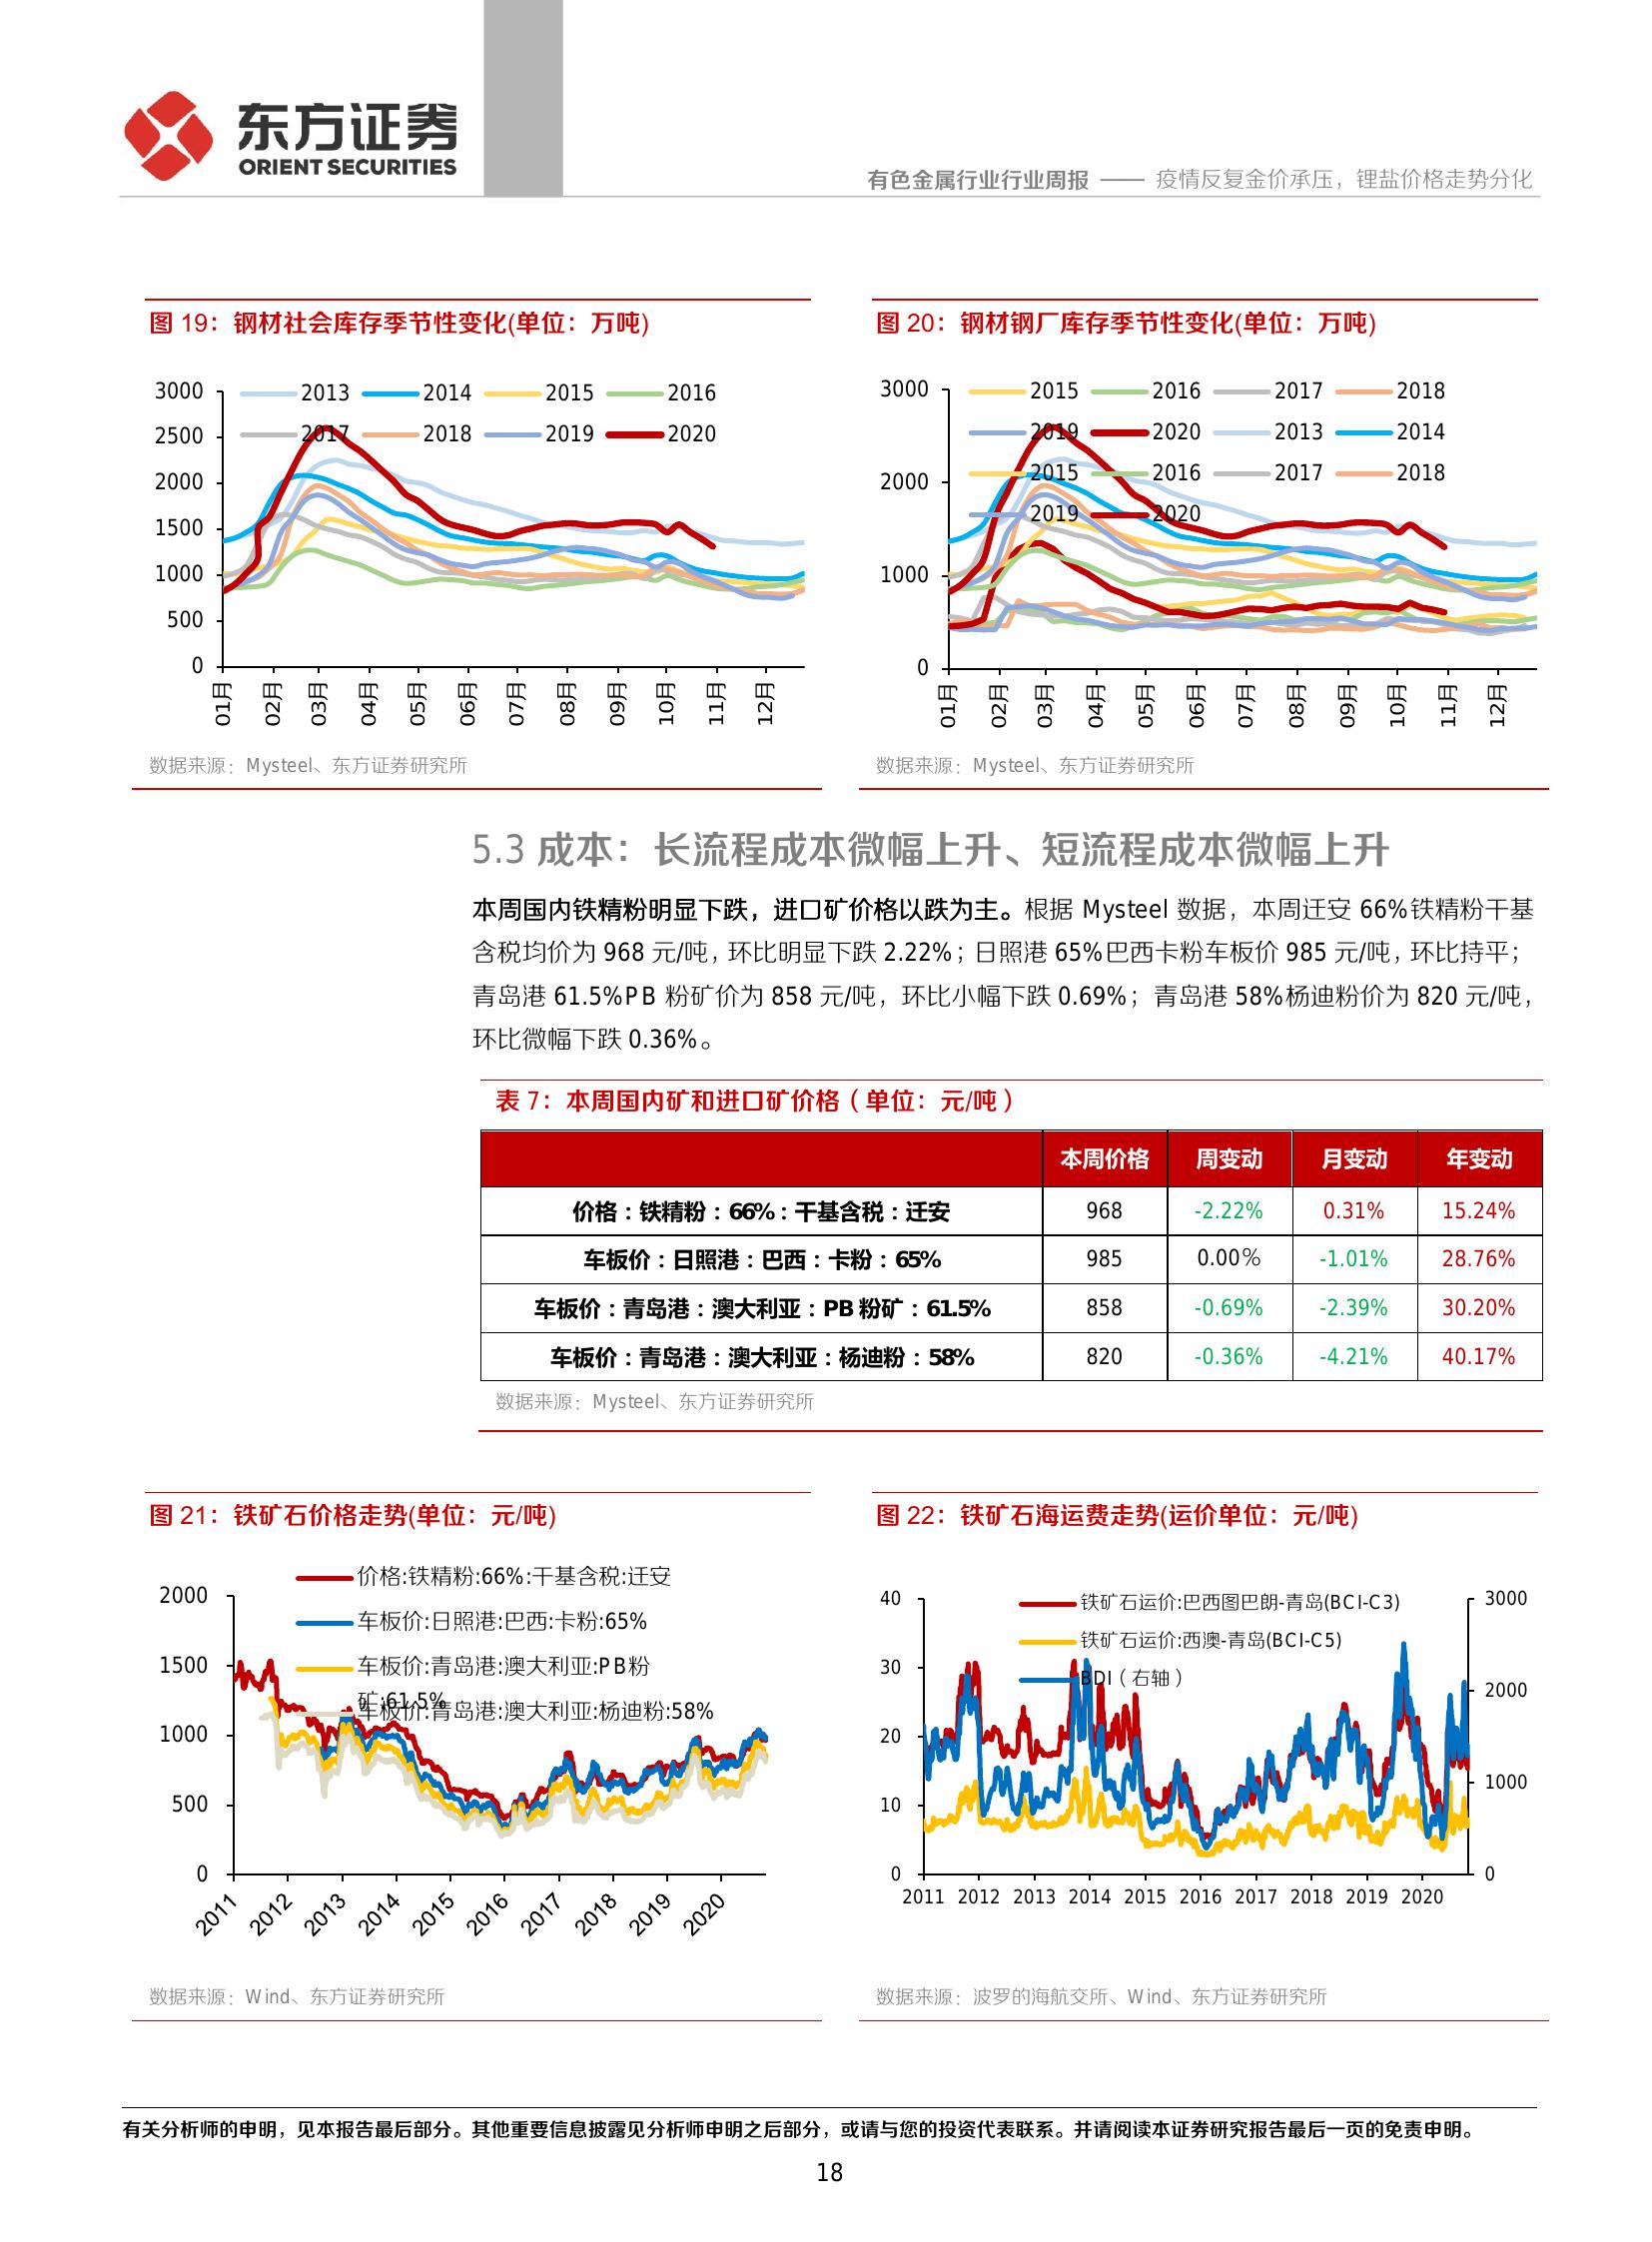 东方证券
ORIENT SECURITIES
有色金属行业行业周报 —— 疫情反复金价承压，锂盐价格走势分化
图 19：钢材社会库存季节性变化(单位：万吨)
3000
2500
2000
1500
1000
500
0
2013 2014 2015 2016
2017 2018 2019 2020
01月 02月 03月 04月 05月 06月 07月 08月 09月 10月 11月 12月
数据来源：Mysteel、东方证券研究所
图 20：钢材钢厂库存季节性变化(单位：万吨)
3000
2000
1000
0
2015 2016 2017 2018
2019 2020 2013 2014
2015 2016 2017 2018
2019 2020
01月 02月 03月 04月 05月 06月 07月 08月 09月 10月 11月 12月
数据来源：Mysteel、东方证券研究所
5.3 成本：长流程成本微幅上升、短流程成本微幅上升
本周国内铁精粉明显下跌，进口矿价格以跌为主。根据 Mysteel 数据，本周迁安 66%铁精粉干基
含税均价为 968 元/吨，环比明显下跌 2.22%；日照港 65%巴西卡粉车板价 985 元/吨，环比持平；
青岛港 61.5%PB 粉矿价为 858 元/吨，环比小幅下跌 0.69%；青岛港 58%杨迪粉价为 820 元/吨，
环比微幅下跌 0.36%。
表 7：本周国内矿和进口矿价格（单位：元/吨）
本周价格 周变动 月变动 年变动
价格：铁精粉：66%：干基含税：迁安 968 -2.22% 0.31% 15.24%
车板价：日照港：巴西：卡粉：65% 985 0.00% -1.01% 28.76%
车板价：青岛港：澳大利亚：PB 粉矿：61.5% 858 -0.69% -2.39% 30.20%
车板价：青岛港：澳大利亚：杨迪粉：58% 820 -0.36% -4.21% 40.17%
数据来源：Mysteel、东方证券研究所
图 21：铁矿石价格走势(单位：元/吨)
价格:铁精粉:66%:干基含税:迁安
车板价:日照港:巴西:卡粉:65%
车板价:青岛港:澳大利亚:PB粉
矿:61.5%
车板价:青岛港:澳大利亚:杨迪粉:58%
2000
1500
1000
500
0
2011 2012 2013 2014 2015 2016 2017 2018 2019 2020
数据来源：Wind、东方证券研究所
图 22：铁矿石海运费走势(运价单位：元/吨)
铁矿石运价:巴西图巴朗-青岛(BCI-C3)
铁矿石运价:西澳-青岛(BCI-C5)
BDI（右轴）
40
30
20
10
0
3000
2000
1000
0
2011 2012 2013 2014 2015 2016 2017 2018 2019 2020
数据来源：波罗的海航交所、Wind、东方证券研究所
有关分析师的申明，见本报告最后部分。其他重要信息披露见分析师申明之后部分，或请与您的投资代表联系。并请阅读本证券研究报告最后一页的免责申明。
18